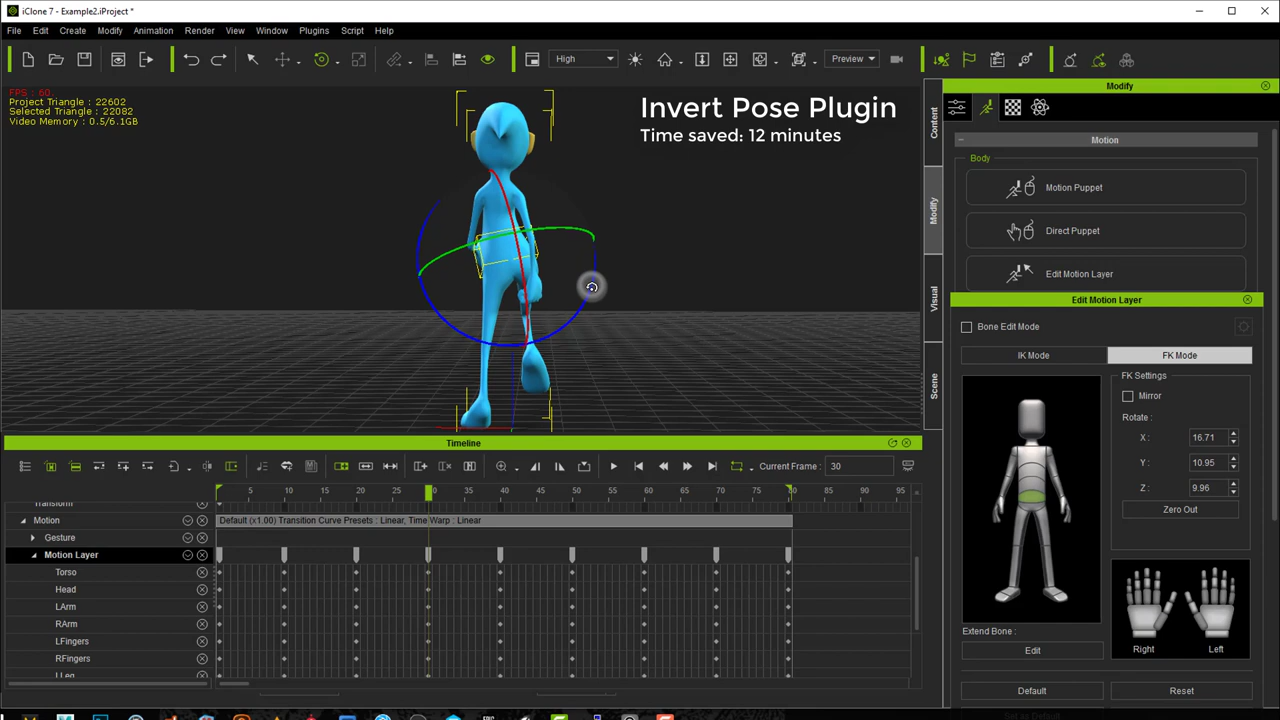 iClone 7 - Example2.iProject *
File Edit Create Modify Animation Render View Window Plugins Script Help
High
Preview
FPS : 60.
Project Triangle : 22602
Selected Triangle : 22082
Video Memory : 0.5/6.1GB
Invert Pose Plugin
Time saved: 12 minutes
Content
Modify
Visual
Scene
Modify
Motion
Body
Motion Puppet
Direct Puppet
Edit Motion Layer
Edit Motion Layer
Bone Edit Mode
IK Mode
FK Mode
FK Settings
Mirror
Rotate :
X : 16.71
Y : 10.95
Z : 9.96
Zero Out
Right
Left
Extend Bone :
Edit
Default
Reset
Timeline
Current Frame : 30
5 10 15 20 25 30 35 40 45 50 55 60 65 70 75 80 85 90 95
Transform
Motion
Default (x1.00) Transition Curve Presets : Linear, Time Warp : Linear
Gesture
Motion Layer
Torso
Head
LArm
RArm
LFingers
RFingers
LLeg